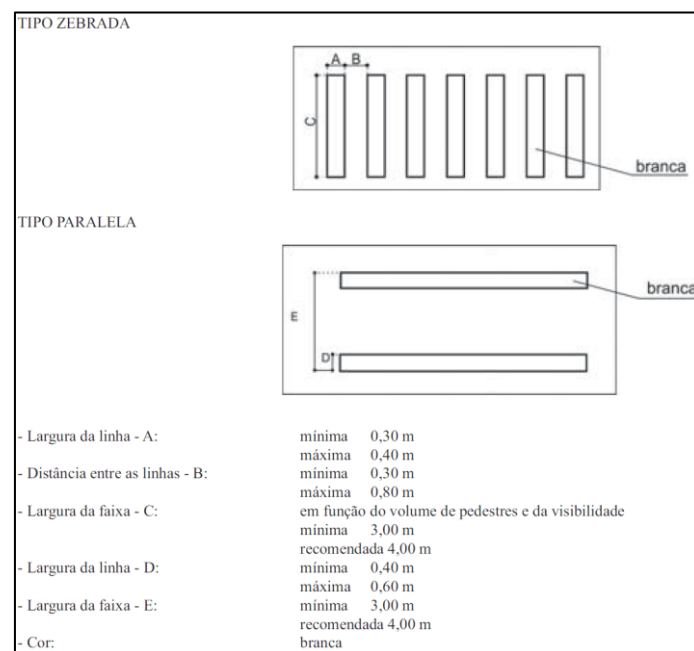 TIPO ZEBRADA
A B
C
branca
TIPO PARALELA
branca
E
D
- Largura da linha - A: mínima 0,30 m
máxima 0,40 m
- Distância entre as linhas - B: mínima 0,30 m
máxima 0,80 m
- Largura da faixa - C: em função do volume de pedestres e da visibilidade
mínima 3,00 m
recomendada 4,00 m
- Largura da linha - D: mínima 0,40 m
máxima 0,60 m
- Largura da faixa - E: mínima 3,00 m
recomendada 4,00 m
- Cor: branca